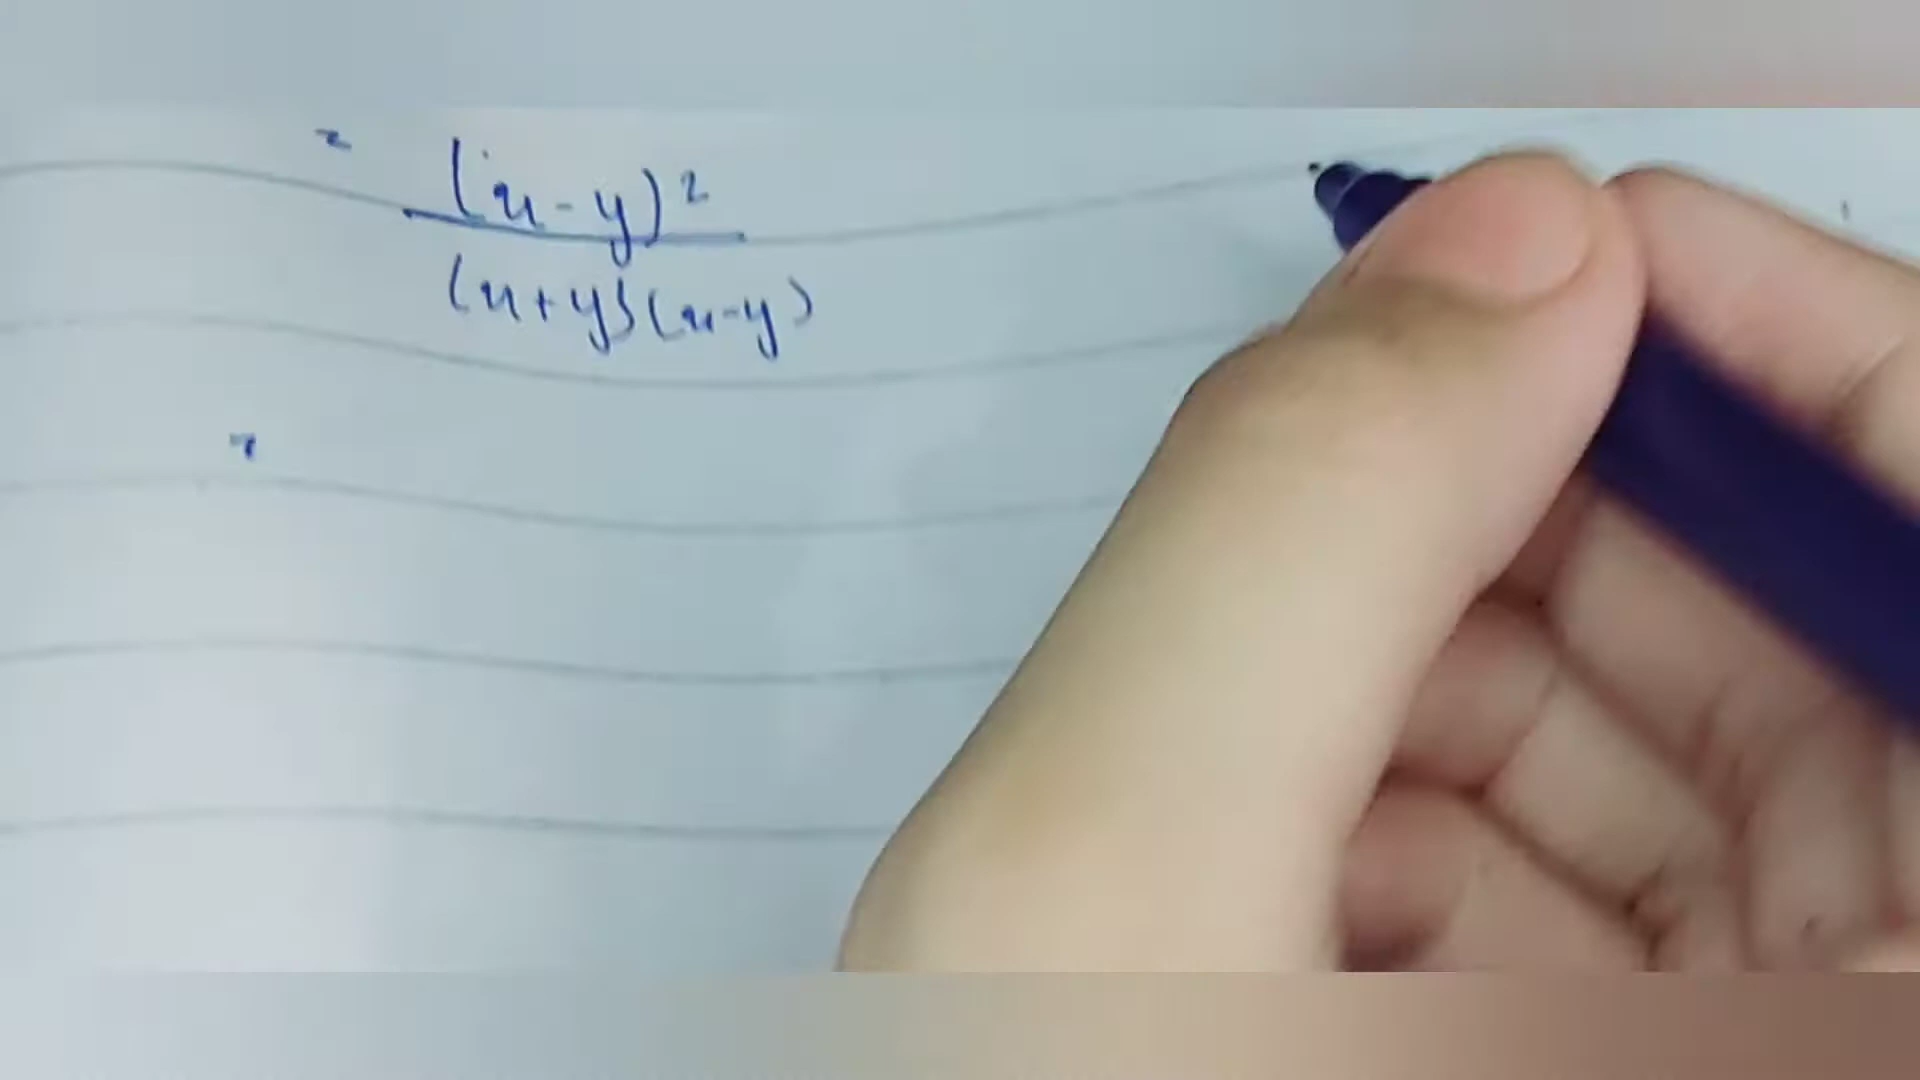 = (x-y)²
(x+y)(x-y)
=